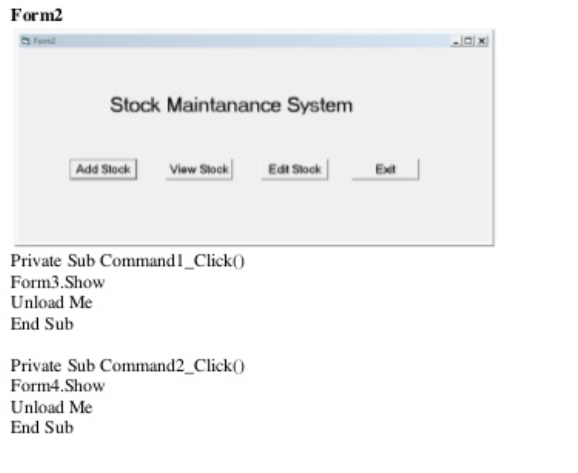 Form2
Form2
Stock Maintanance System
Add Stock View Stock Edit Stock Exit
Private Sub Command1_Click()
Form3.Show
Unload Me
End Sub
Private Sub Command2_Click()
Form4.Show
Unload Me
End Sub